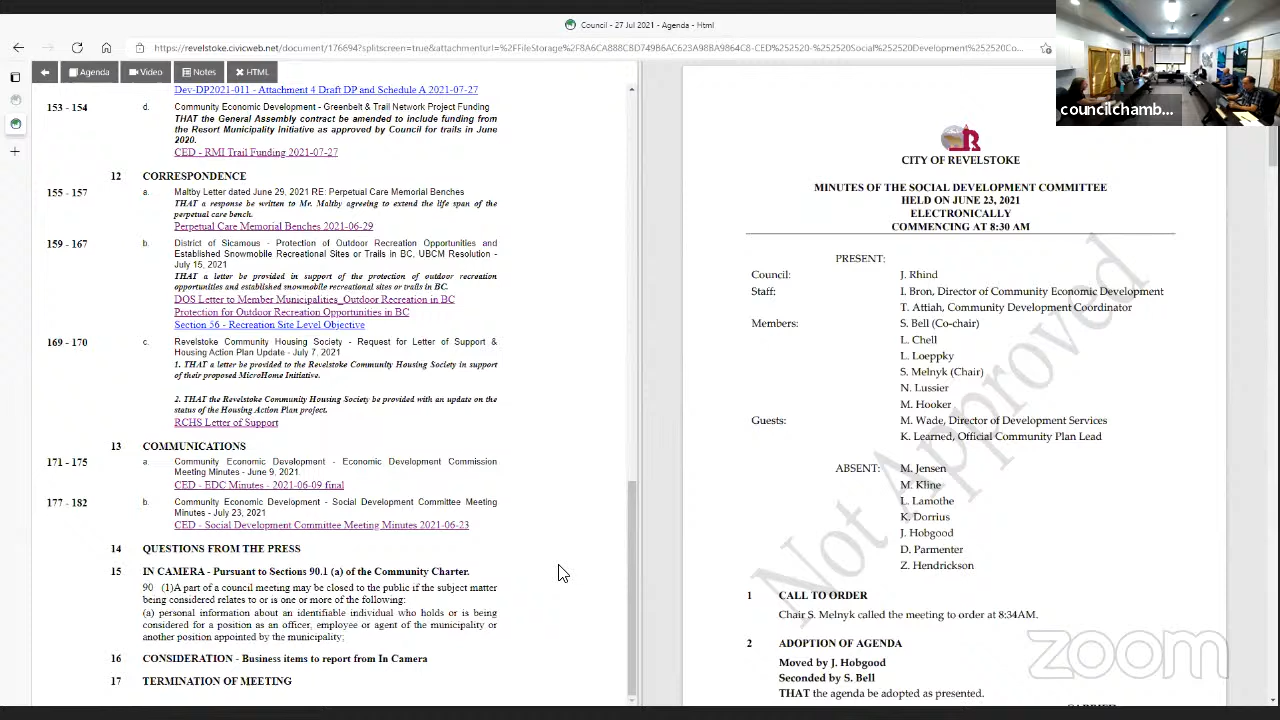 Council - 27 Jul 2021 - Agenda - Html
https://revelstoke.civicweb.net/document/176694?splitscreen=true&attachmenturl=%2FFileStorage%2F8A6CA888C8D749B6AC623A98BA9864C8-CED%252520-%252520Social%252520Development%252520Co...
Agenda
Video
Notes
HTML
Dev-DP2021-011 - Attachment 4 Draft DP and Schedule A 2021-07-27
153 - 154 d. Community Economic Development - Greenbelt & Trail Network Project Funding
THAT the General Assembly contract be amended to include funding from
the Resort Municipality Initiative as approved by Council for trails in June
2020.
CED - RMI Trail Funding 2021-07-27
12 CORRESPONDENCE
155 - 157 a. Maltby Letter dated June 29, 2021 RE: Perpetual Care Memorial Benches
THAT a response be written to Mr. Maltby agreeing to extend the life span of the
perpetual care bench.
Perpetual Care Memorial Benches 2021-06-29
159 - 167 b. District of Sicamous - Protection of Outdoor Recreation Opportunities and
Established Snowmobile Recreational Sites or Trails in BC, UBCM Resolution -
July 15, 2021
THAT a letter be provided in support of the protection of outdoor recreation
opportunities and established snowmobile recreational sites or trails in BC.
DOS Letter to Member Municipalities_Outdoor Recreation in BC
Protection for Outdoor Recreation Opportunities in BC
Section 56 - Recreation Site Level Objective
169 - 170 c. Revelstoke Community Housing Society - Request for Letter of Support &
Housing Action Plan Update - July 7, 2021
1. THAT a letter be provided to the Revelstoke Community Housing Society in support
of their proposed MicroHome Initiative.
2. THAT the Revelstoke Community Housing Society be provided with an update on the
status of the Housing Action Plan project.
RCHS Letter of Support
13 COMMUNICATIONS
171 - 175 a. Community Economic Development - Economic Development Commission
Meeting Minutes - June 9, 2021.
CED - EDC Minutes - 2021-06-09 final
177 - 182 b. Community Economic Development - Social Development Committee Meeting
Minutes - July 23, 2021
CED - Social Development Committee Meeting Minutes 2021-06-23
14 QUESTIONS FROM THE PRESS
15 IN CAMERA - Pursuant to Sections 90.1 (a) of the Community Charter.
90 (1)A part of a council meeting may be closed to the public if the subject matter
being considered relates to or is one or more of the following:
(a) personal information about an identifiable individual who holds or is being
considered for a position as an officer, employee or agent of the municipality or
another position appointed by the municipality;
16 CONSIDERATION - Business items to report from In Camera
17 TERMINATION OF MEETING
R
CITY OF REVELSTOKE
MINUTES OF THE SOCIAL DEVELOPMENT COMMITTEE
HELD ON JUNE 23, 2021
ELECTRONICALLY
COMMENCING AT 8:30 AM
PRESENT:
Council: J. Rhind
Staff: I. Bron, Director of Community Economic Development
T. Attiah, Community Development Coordinator
Members: S. Bell (Co-chair)
L. Chell
L. Loeppky
S. Melnyk (Chair)
N. Lussier
M. Hooker
Guests: M. Wade, Director of Development Services
K. Learned, Official Community Plan Lead
ABSENT: M. Jensen
M. Kline
L. Lamothe
K. Dorrius
J. Hobgood
D. Parmenter
Z. Hendrickson
Not Approved
1 CALL TO ORDER
Chair S. Melnyk called the meeting to order at 8:34AM.
2 ADOPTION OF AGENDA
Moved by J. Hobgood
Seconded by S. Bell
THAT the agenda be adopted as presented.
CARRIED
councilchamb...
zoom